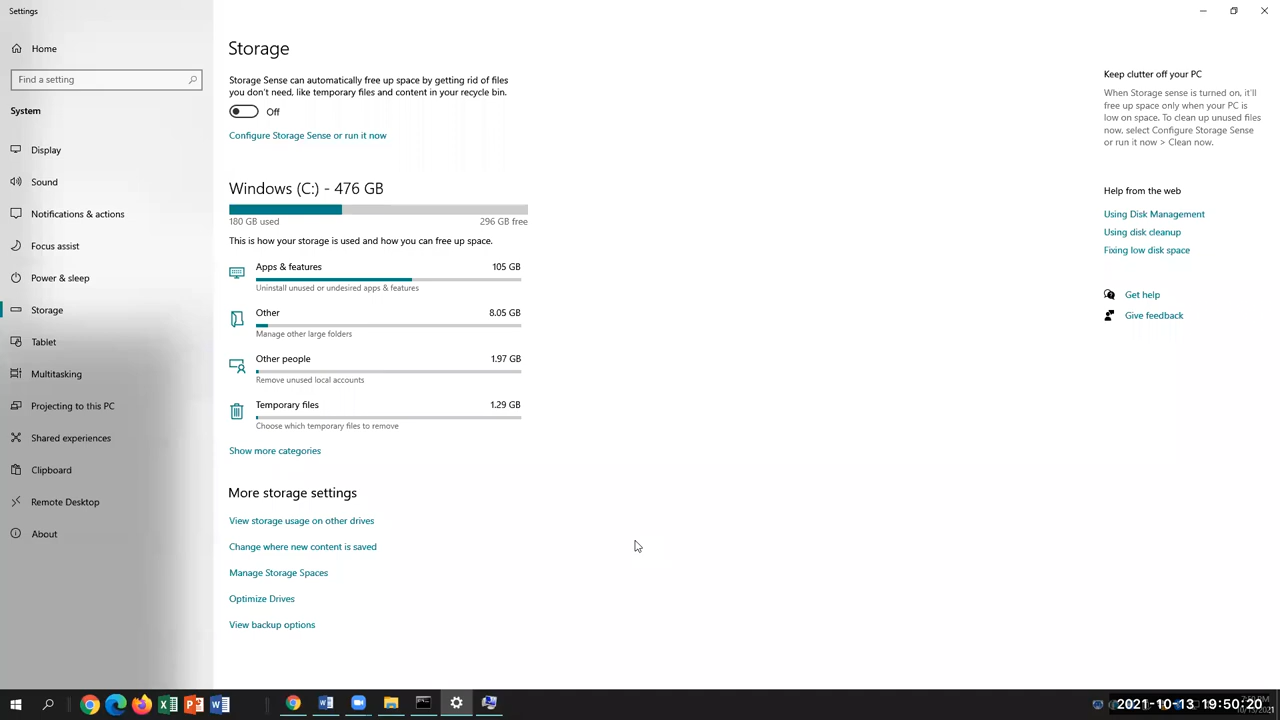 Settings
Home
Find a setting
System
Display
Sound
Notifications & actions
Focus assist
Power & sleep
Storage
Tablet
Multitasking
Projecting to this PC
Shared experiences
Clipboard
Remote Desktop
About
Storage
Storage Sense can automatically free up space by getting rid of files
you don't need, like temporary files and content in your recycle bin.
Off
Configure Storage Sense or run it now
Windows (C:) - 476 GB
180 GB used 296 GB free
This is how your storage is used and how you can free up space.
Apps & features 105 GB
Uninstall unused or undesired apps & features
Other 8.05 GB
Manage other large folders
Other people 1.97 GB
Remove unused local accounts
Temporary files 1.29 GB
Choose which temporary files to remove
Show more categories
More storage settings
View storage usage on other drives
Change where new content is saved
Manage Storage Spaces
Optimize Drives
View backup options
Keep clutter off your PC
When Storage sense is turned on, it'll
free up space only when your PC is
low on space. To clean up unused files
now, select Configure Storage Sense
or run it now > Clean now.
Help from the web
Using Disk Management
Using disk cleanup
Fixing low disk space
Get help
Give feedback
2021-10-13 19:50:20